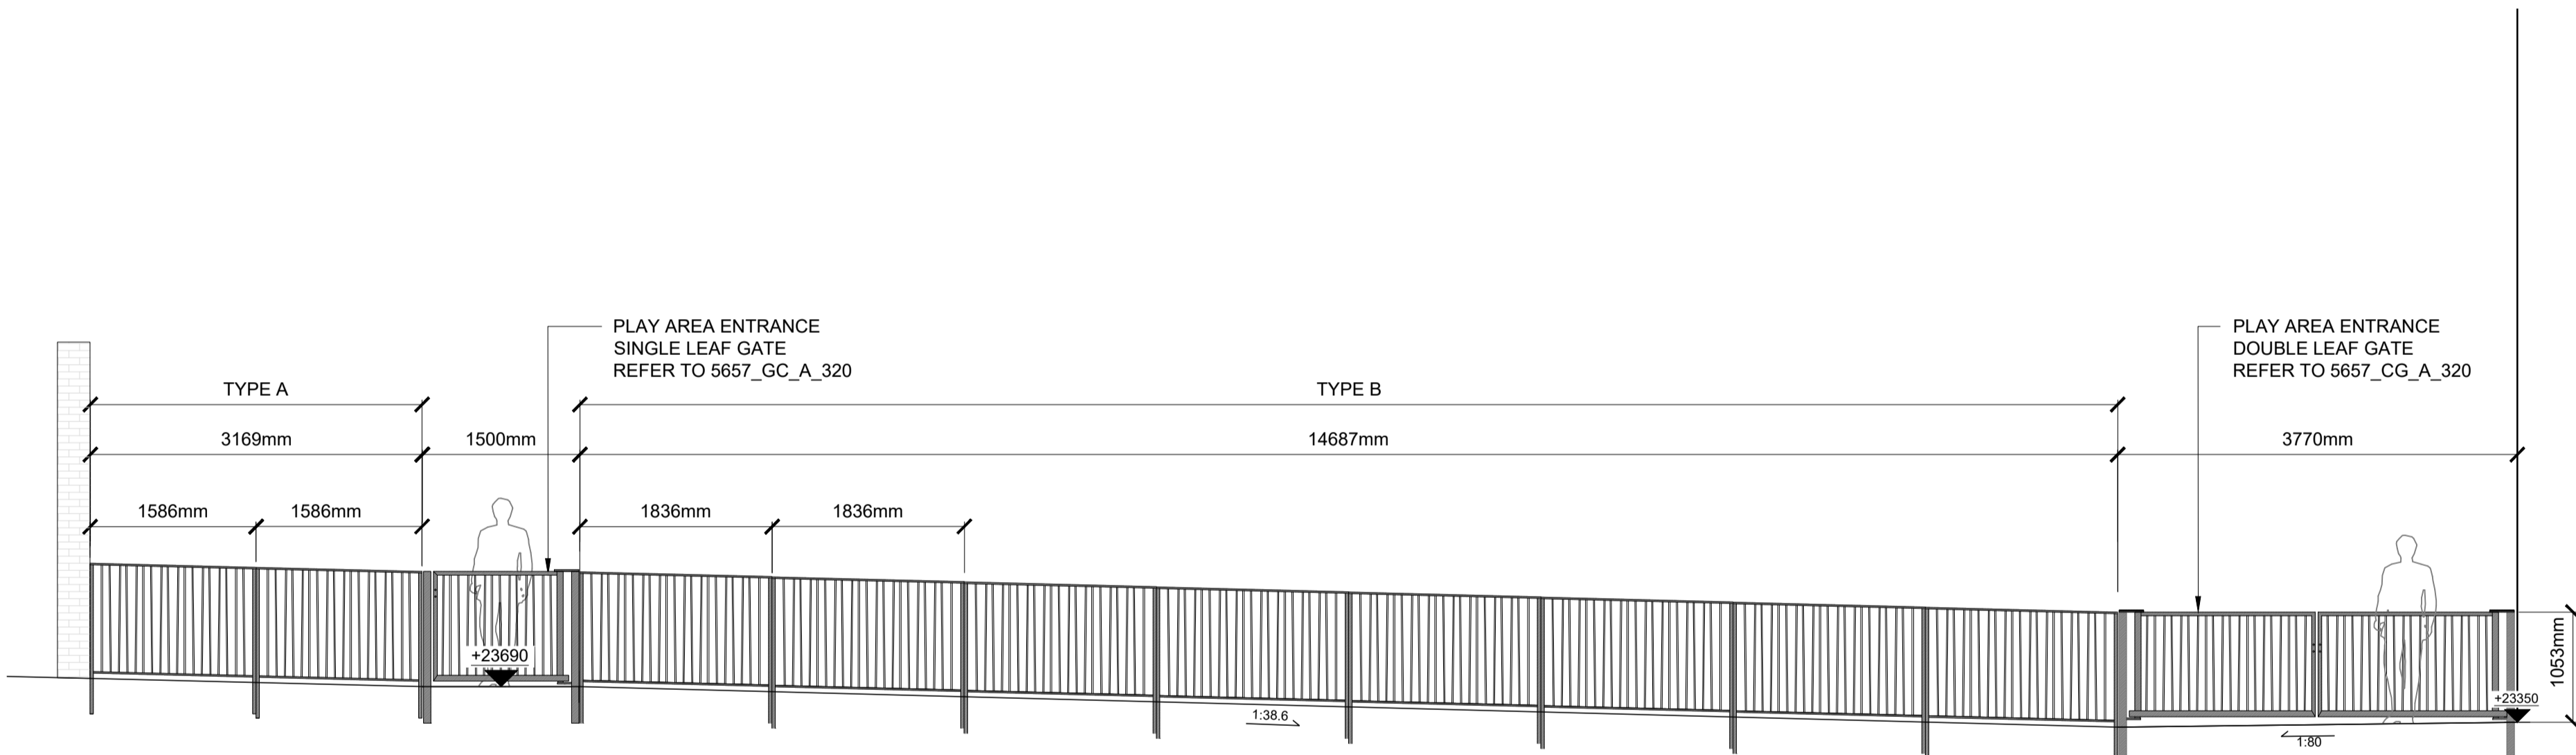 PLAY AREA ENTRANCE
SINGLE LEAF GATE
REFER TO 5657_GC_A_320
PLAY AREA ENTRANCE
DOUBLE LEAF GATE
REFER TO 5657_CG_A_320
TYPE A
TYPE B
3169mm
1500mm
14687mm
3770mm
1586mm
1586mm
1836mm
1836mm
+23690
1053mm
+23350
1:38.6
1:80